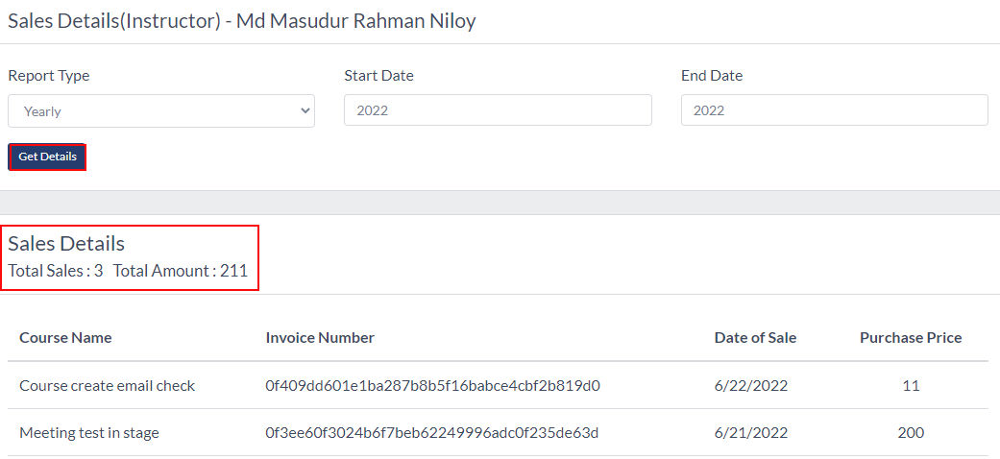 Sales Details(Instructor) - Md Masudur Rahman Niloy
Report Type Start Date End Date
Yearly 2022 2022
Get Details
Sales Details
Total Sales : 3 Total Amount : 211
Course Name Invoice Number Date of Sale Purchase Price
Course create email check 0f409dd601e1ba287b8b5f16babce4cbf2b819d0 6/22/2022 11
Meeting test in stage 0f3ee60f3024b6f7beb62249996adc0f235de63d 6/21/2022 200